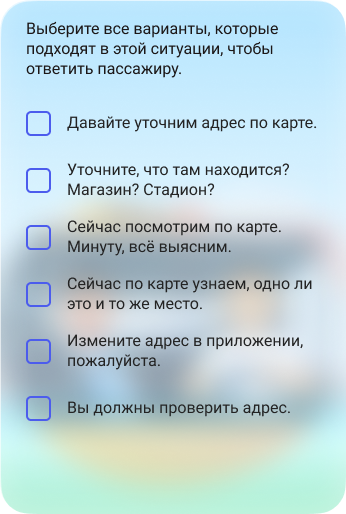 Выберите все варианты, которые
подходят в этой ситуации, чтобы
ответить пассажиру.
Давайте уточним адрес по карте.
Уточните, что там находится?
Магазин? Стадион?
Сейчас посмотрим по карте.
Минуту, всё выясним.
Сейчас по карте узнаем, одно ли
это и то же место.
Измените адрес в приложении,
пожалуйста.
Вы должны проверить адрес.